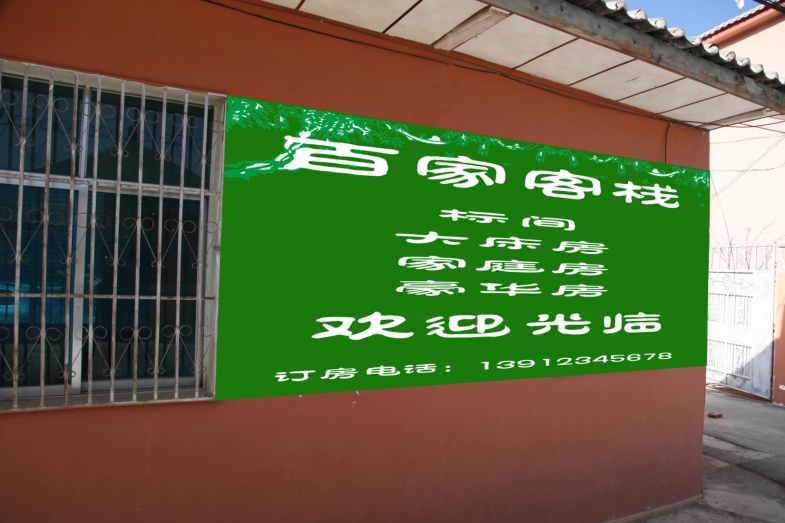 百家客栈
标间
大床房
家庭房
豪华房
欢迎光临
订房电话：13912345678